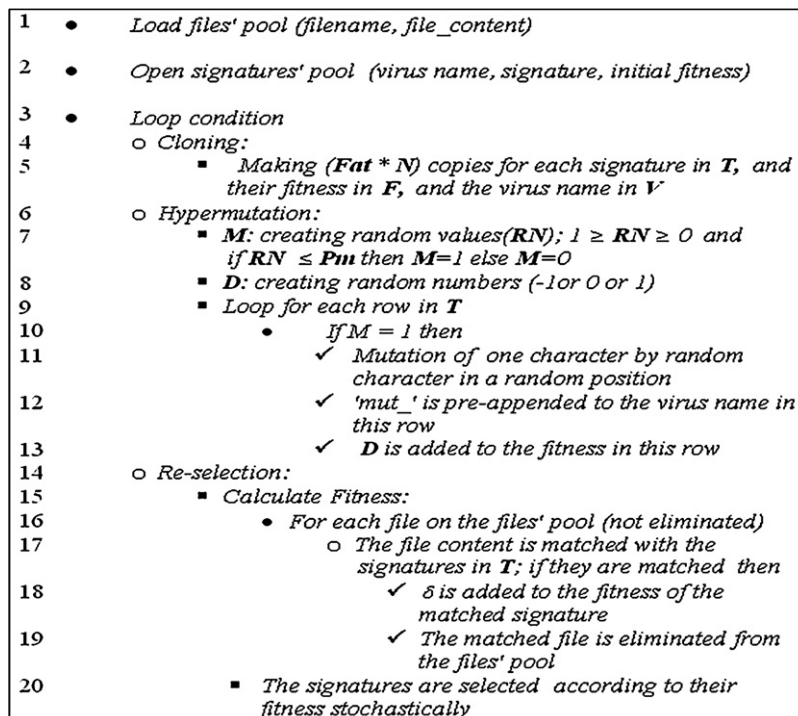 1 • Load files' pool (filename, file_content)
2 • Open signatures' pool (virus name, signature, initial fitness)
3 • Loop condition
4 o Cloning:
5 ▪ Making (Fat * N) copies for each signature in T, and
their fitness in F, and the virus name in V
6 o Hypermutation:
7 ▪ M: creating random values(RN); 1 ≥ RN ≥ 0 and
if RN ≤ Pm then M=1 else M=0
8 ▪ D: creating random numbers (-1or 0 or 1)
9 ▪ Loop for each row in T
10 • If M = 1 then
11 ✓ Mutation of one character by random
character in a random position
12 ✓ 'mut_' is pre-appended to the virus name in
this row
13 ✓ D is added to the fitness in this row
14 o Re-selection:
15 ▪ Calculate Fitness:
16 • For each file on the files' pool (not eliminated)
17 o The file content is matched with the
signatures in T; if they are matched then
18 ✓ δ is added to the fitness of the
matched signature
19 ✓ The matched file is eliminated from
the files' pool
20 ▪ The signatures are selected according to their
fitness stochastically